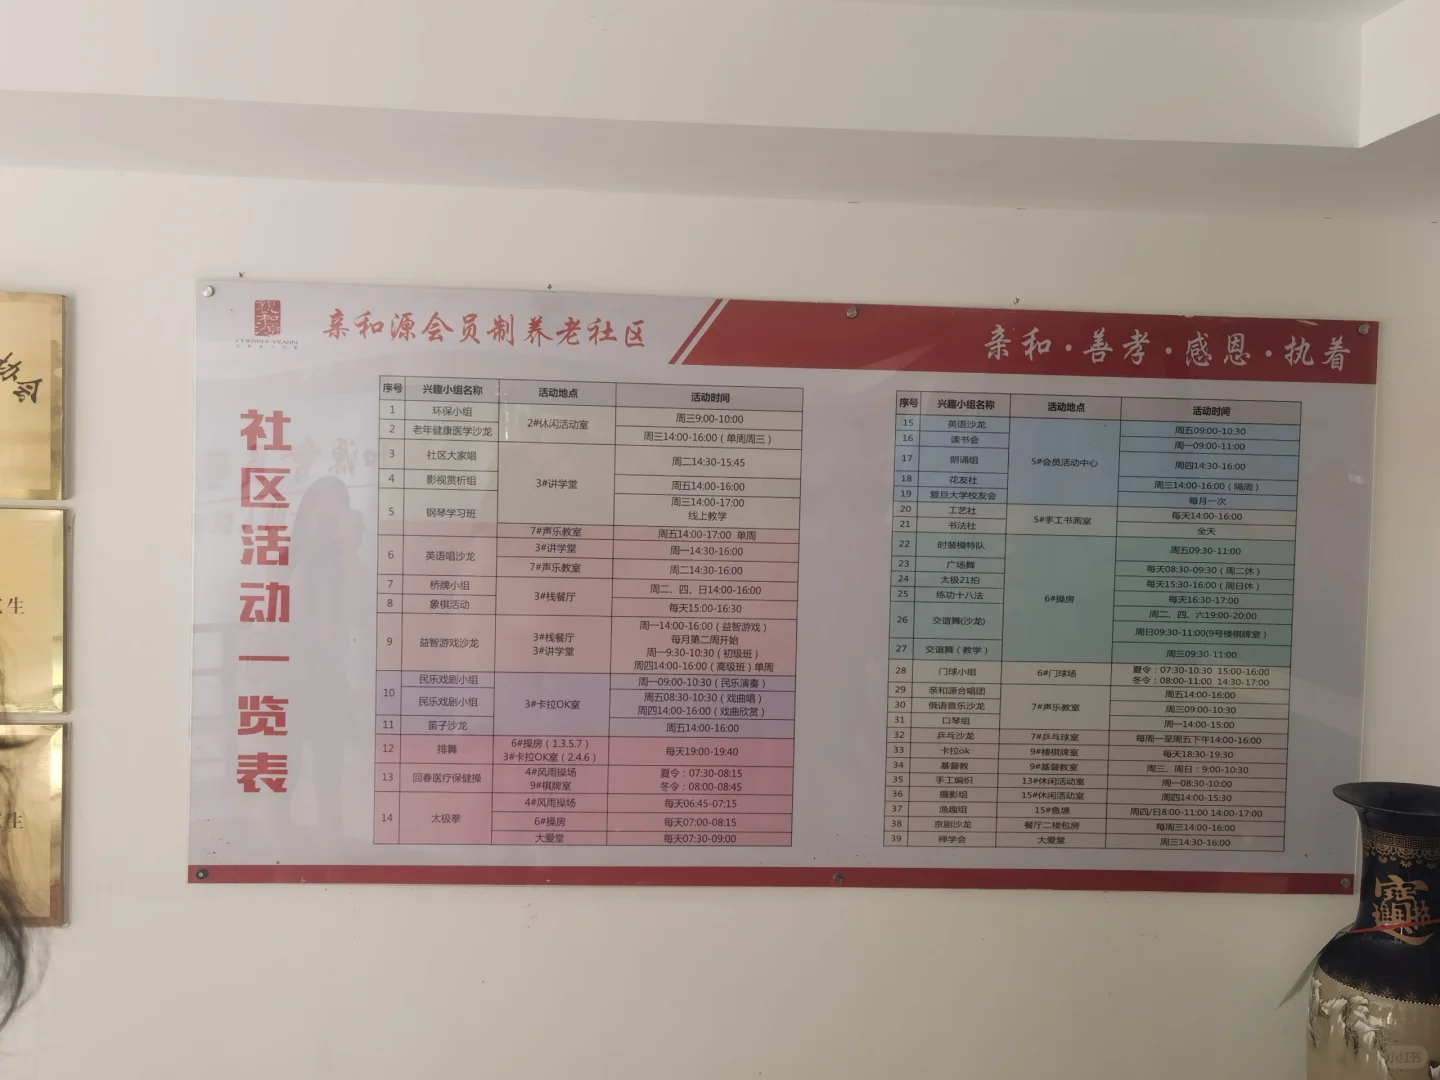 亲和源会员制养老社区
亲和·善孝·感恩·执着
CHERISH-YEARN
社区活动一览表
序号 兴趣小组名称 活动地点 活动时间
1 环保小组 2#休闲活动室 周三9:00-10:00
2 老年健康医学沙龙 周三14:00-16:00（单周周三）
3 社区大家唱 3#讲学堂 周二14:30-15:45
4 影视赏析组 周五14:00-16:00
5 钢琴学习班 周三14:00-17:00
线上教学
7#声乐教室 周五14:00-17:00 单周
6 英语唱沙龙 3#讲学堂 周一14:30-16:00
7#声乐教室 周二14:30-16:00
7 桥牌小组 3#栈餐厅 周二、四、日14:00-16:00
8 象棋活动 每天15:00-16:30
9 益智游戏沙龙 3#栈餐厅 3#讲学堂 周一14:00-16:00（益智游戏）
每月第二周开始
周一9:30-10:30（初级班）
周四14:00-16:00（高级班）单周
10 民乐戏剧小组 3#卡拉OK室 周一09:00-10:30（民乐演奏）
民乐戏剧小组 周五08:30-10:30（戏曲唱）
周四14:00-16:00（戏曲欣赏）
11 笛子沙龙 周五14:00-16:00
12 排舞 6#操房（1.3.5.7） 每天19:00-19:40
3#卡拉OK室（2.4.6）
13 回春医疗保健操 4#风雨操场 夏令：07:30-08:15
9#棋牌室 冬令：08:00-08:45
14 太极拳 4#风雨操场 每天06:45-07:15
6#操房 每天07:00-08:15
大爱堂 每天07:30-09:00
序号 兴趣小组名称 活动地点 活动时间
15 英语沙龙 5#会员活动中心 周五09:00-10:30
16 读书会 周一09:00-11:00
17 朗诵组 周四14:30-16:00
18 花友社 周三14:00-16:00（隔周）
19 复旦大学校友会 每月一次
20 工艺社 5#手工书画室 每天14:00-16:00
21 书法社 全天
22 时装模特队 6#操房 周五09:30-11:00
23 广场舞 每天08:30-09:30（周二休）
24 太极21拍 每天15:30-16:00（周日休）
25 练功十八法 每天16:30-17:00
26 交谊舞(沙龙) 周二、四、六19:00-20:00
周日09:30-11:00(9号楼棋牌室）
27 交谊舞（教学） 周三09:30-11:00
28 门球小组 6#门球场 夏令：07:30-10:30 15:00-16:00
冬令：08:00-11:00 14:30-17:00
29 亲和源合唱团 7#声乐教室 周五14:00-16:00
30 俄语音乐沙龙 周三09:00-10:30
31 口琴组 周一14:00-15:00
32 乒乓沙龙 7#乒乓球室 每周一至周五下午14:00-16:00
33 卡拉ok 9#楼棋牌室 每天18:30-19:30
34 基督教 9#基督教室 周三、周日：9:00-10:30
35 手工编织 13#休闲活动室 周一08:30-10:00
36 摄影组 15#休闲活动室 周四14:00-15:30
37 渔趣组 15#鱼塘 周四/日8:00-11:00 14:00-17:00
38 京剧沙龙 餐厅二楼包房 每周三14:00-16:00
39 禅学会 大爱堂 周三14:30-16:00
生
生
小红书